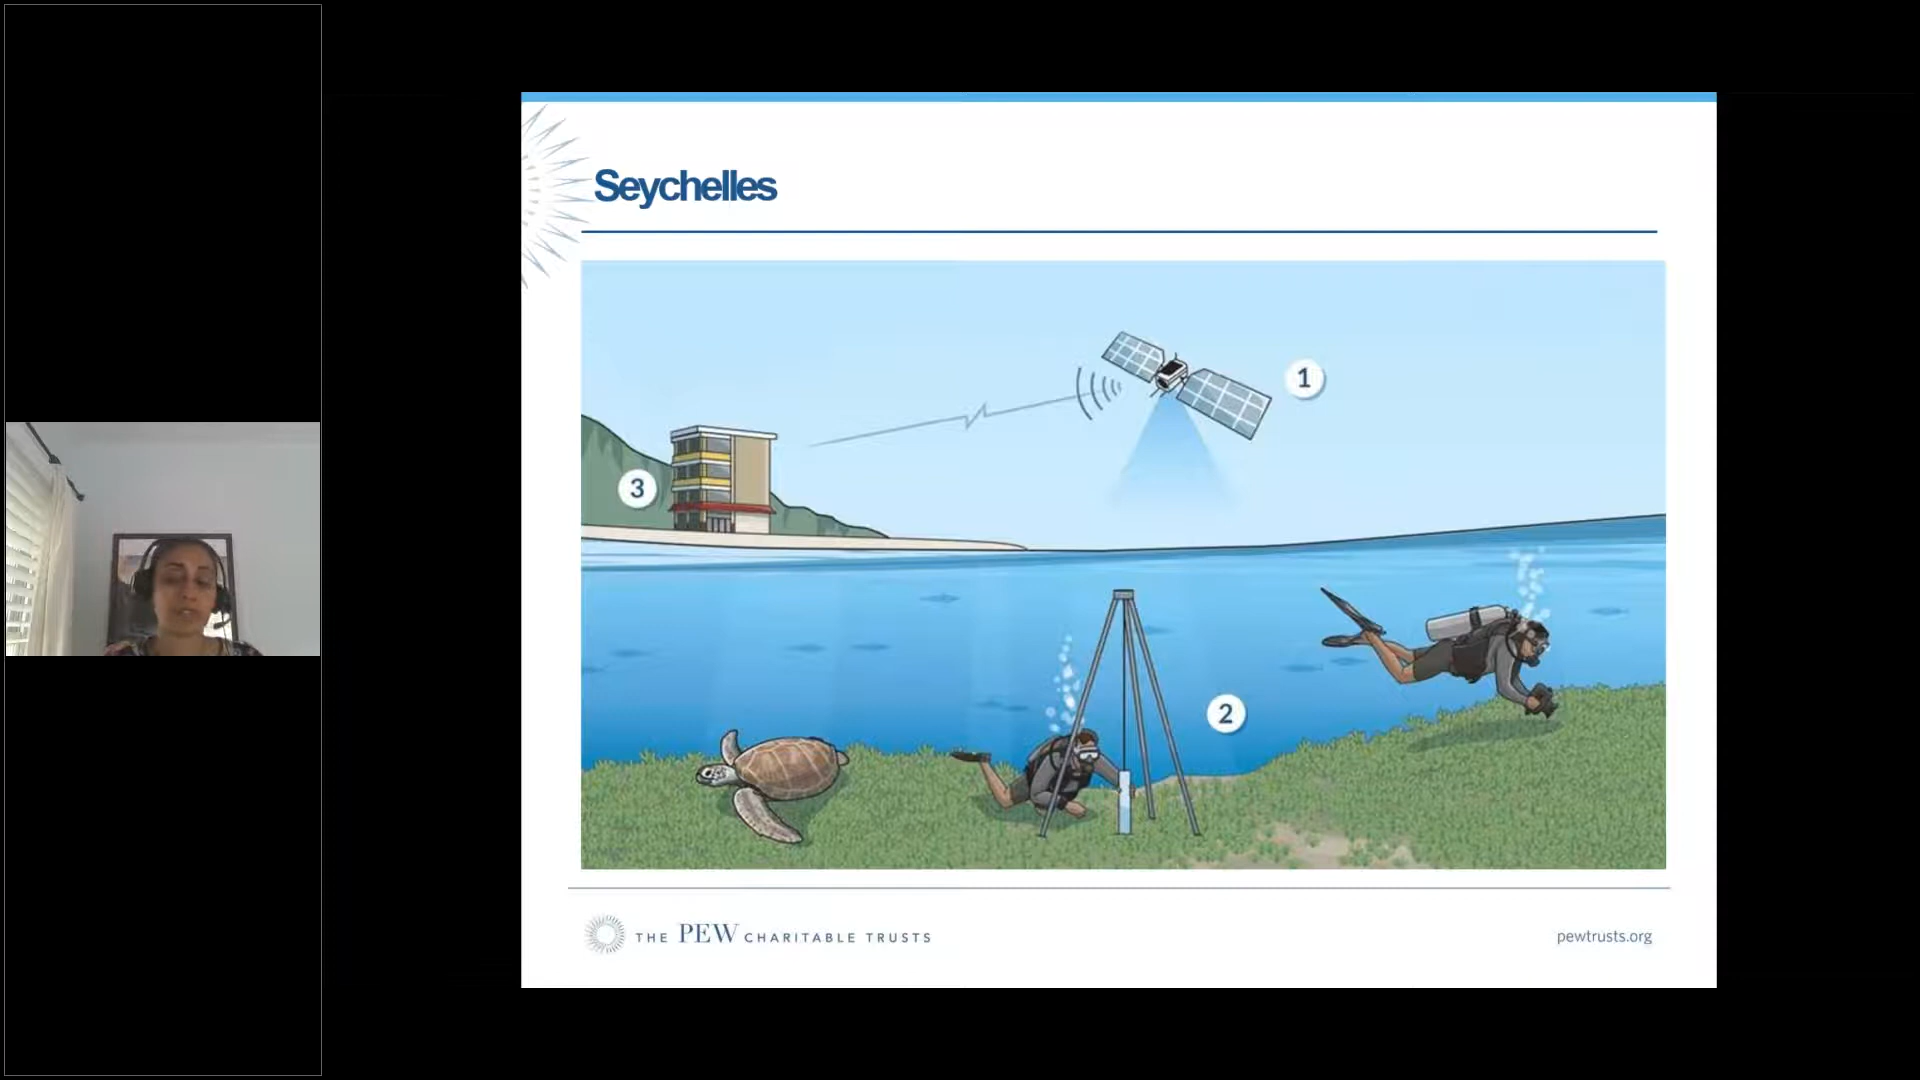 Seychelles
1
3
2
THE PEW CHARITABLE TRUSTS
pewtrusts.org